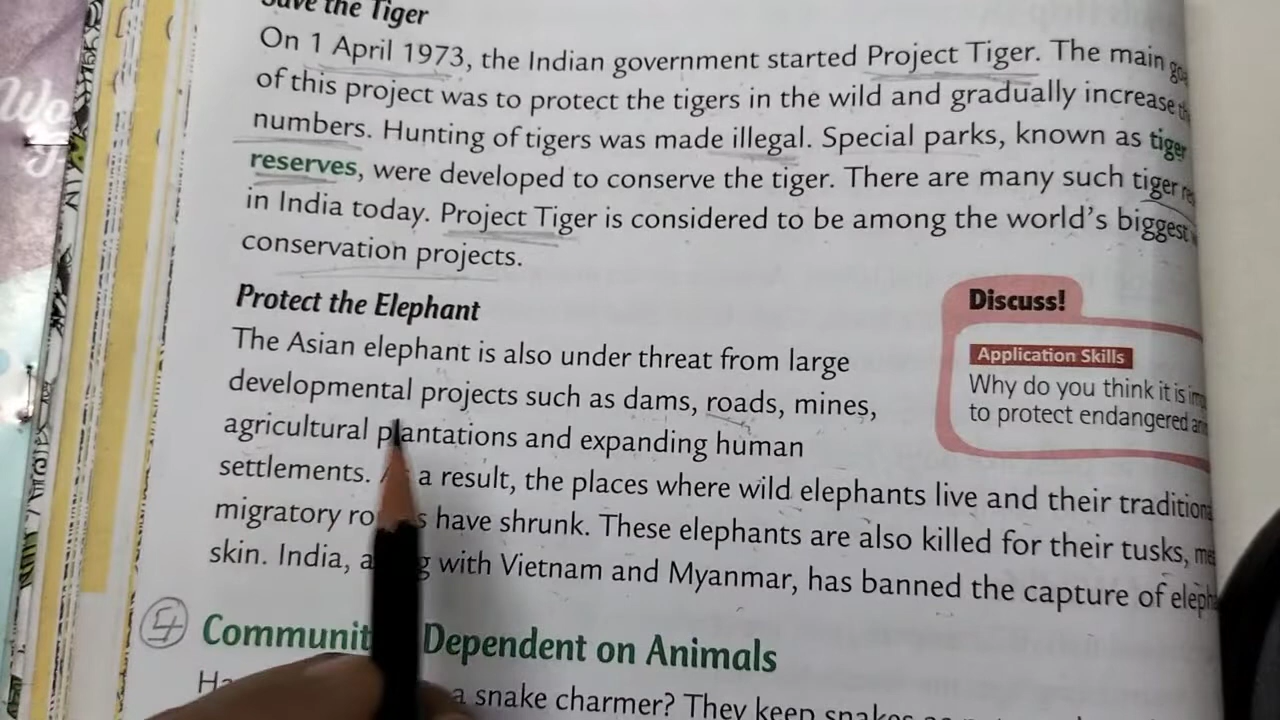 Save the Tiger
On 1 April 1973, the Indian government started Project Tiger. The main
of this project was to protect the tigers in the wild and gradually increase
numbers. Hunting of tigers was made illegal. Special parks, known as tiger
reserves, were developed to conserve the tiger. There are many such tiger
in India today. Project Tiger is considered to be among the world's biggest
conservation projects.
Protect the Elephant
The Asian elephant is also under threat from large
developmental projects such as dams, roads, mines,
agricultural plantations and expanding human
settlements. a result, the places where wild elephants live and their
migratory have shrunk. These elephants are also killed for their tusks,
skin. India, with Vietnam and Myanmar, has banned the capture of
Discuss!
Application Skills
Why do you think it is
to protect endangered
54
Dependent on Animals
a snake charmer? They keep snakes